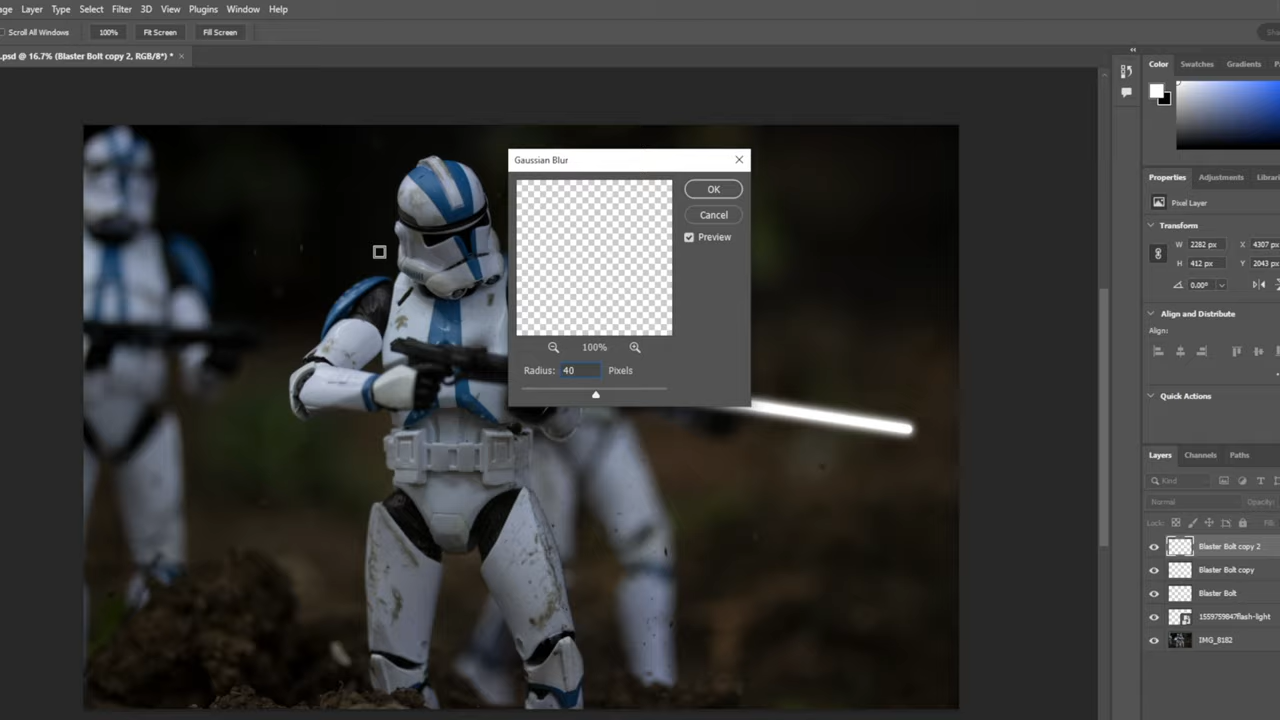 Layer Type Select Filter 3D View Plugins Window Help
Scroll All Windows 100% Fit Screen Fill Screen
.psd @ 16.7% (Blaster Bolt copy 2, RGB/8*) * ×
Color Swatches Gradients
Gaussian Blur
OK
Cancel
Preview
100%
Radius: 40 Pixels
Properties Adjustments
Pixel Layer
Transform
W 2282 px X 4307 px
H 412 px Y 2043 px
0.00°
Align and Distribute
Align:
Quick Actions
Layers Channels Paths
Kind
Normal Opacity:
Lock:
Blaster Bolt copy 2
Blaster Bolt copy
Blaster Bolt
1559759847flash-light
IMG_8182